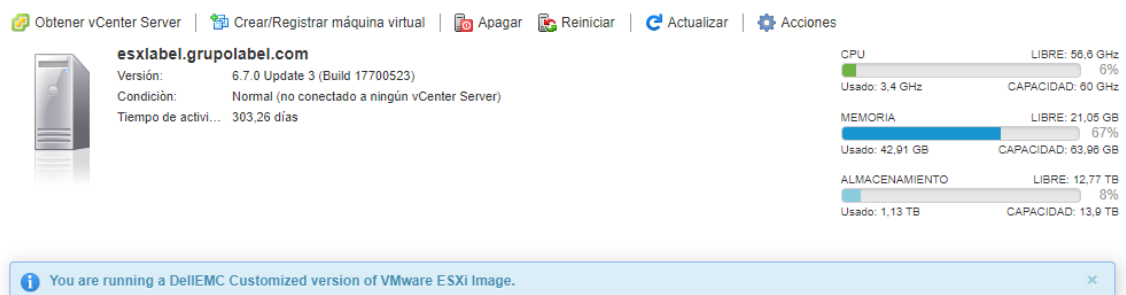 Obtener vCenter Server Crear/Registrar máquina virtual Apagar Reiniciar Actualizar Acciones
esxlabel.grupolabel.com
Versión: 6.7.0 Update 3 (Build 17700523)
Condición: Normal (no conectado a ningún vCenter Server)
Tiempo de activi... 303,26 días
CPU LIBRE: 56,6 GHz
6%
Usado: 3,4 GHz CAPACIDAD: 60 GHz
MEMORIA LIBRE: 21,05 GB
67%
Usado: 42,91 GB CAPACIDAD: 63,96 GB
ALMACENAMIENTO LIBRE: 12,77 TB
8%
Usado: 1,13 TB CAPACIDAD: 13,9 TB
You are running a DellEMC Customized version of VMware ESXi Image.